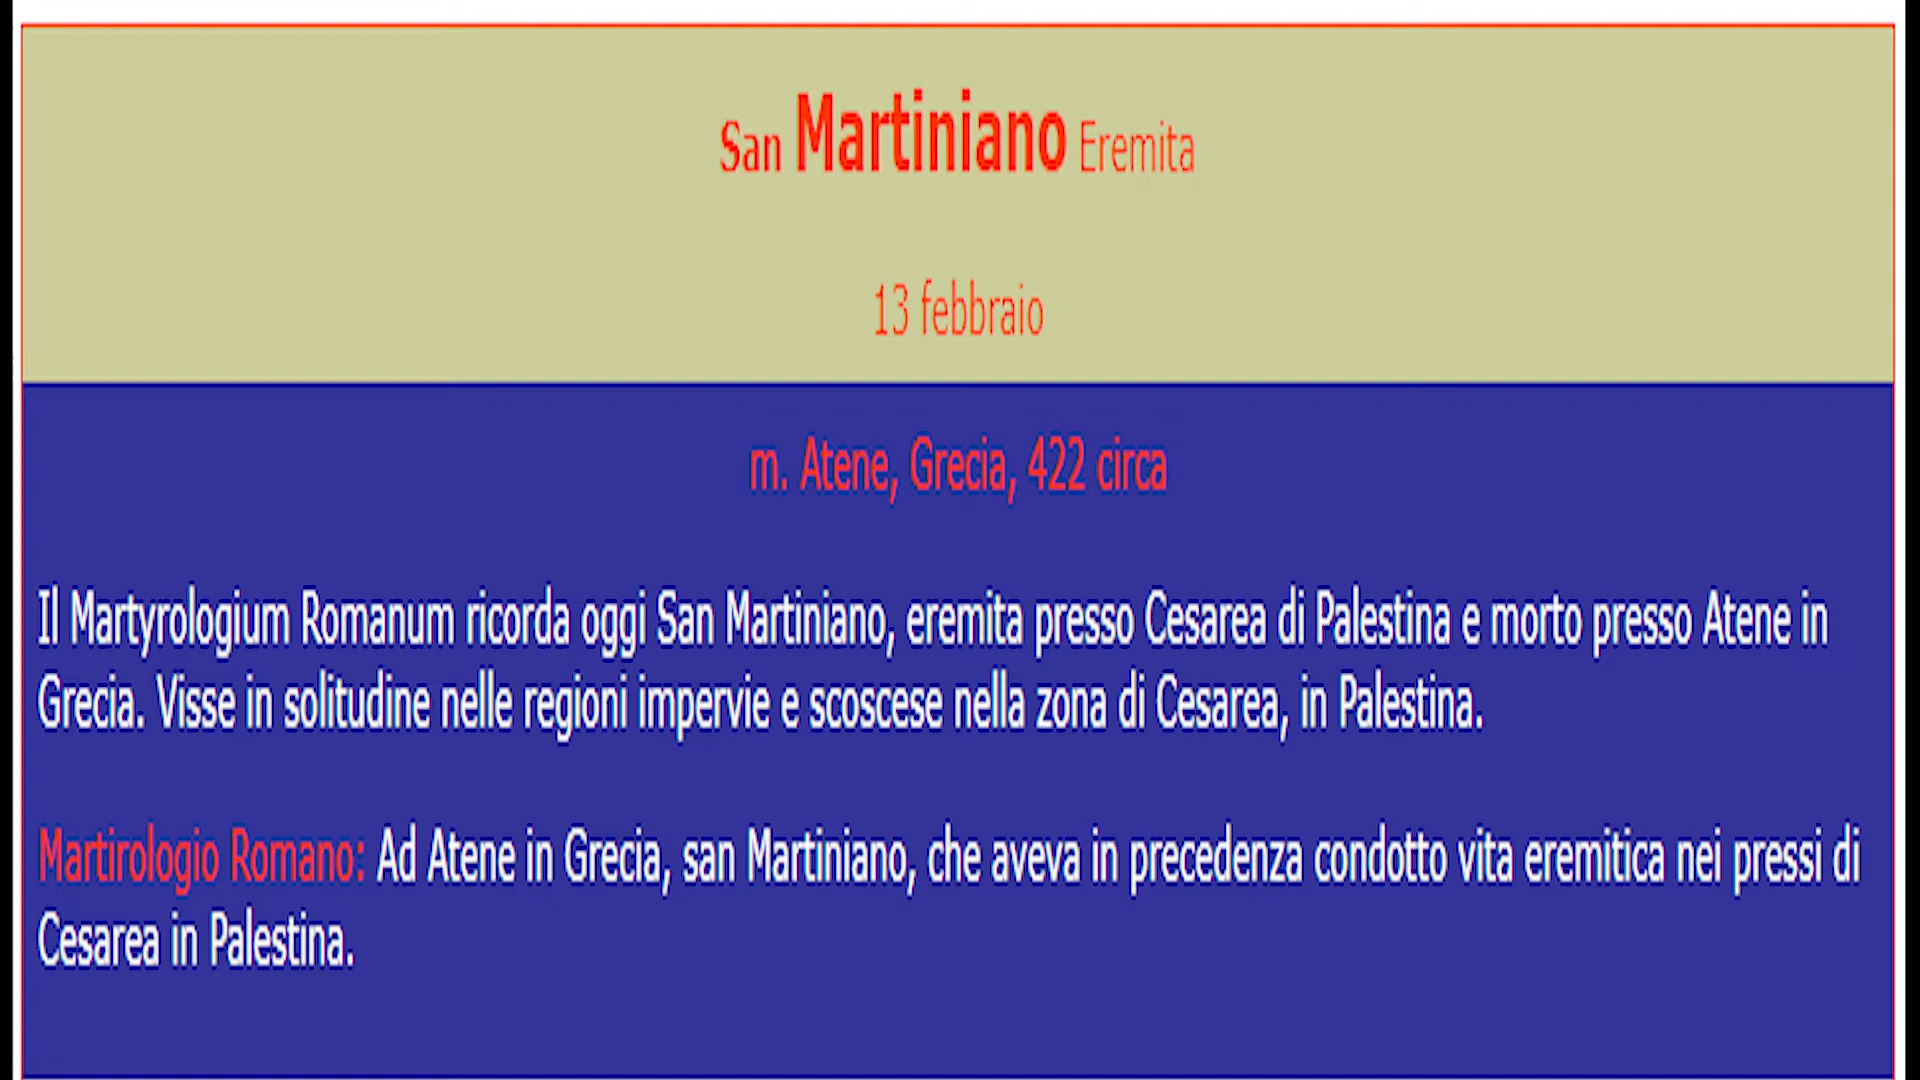 San Martiniano Eremita
13 febbraio
m. Atene, Grecia, 422 circa
Il Martyrologium Romanum ricorda oggi San Martiniano, eremita presso Cesarea di Palestina e morto presso Atene in
Grecia. Visse in solitudine nelle regioni impervie e scoscese nella zona di Cesarea, in Palestina.
Martirologio Romano: Ad Atene in Grecia, san Martiniano, che aveva in precedenza condotto vita eremitica nei pressi di
Cesarea in Palestina.